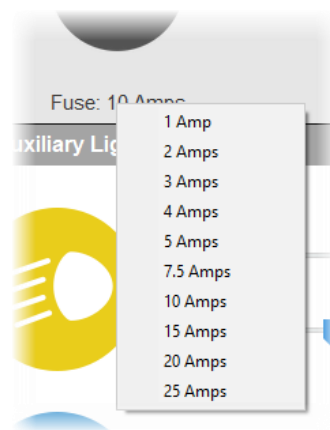 Fuse: 10 Amps
uxiliary Lig
1 Amp
2 Amps
3 Amps
4 Amps
5 Amps
7.5 Amps
10 Amps
15 Amps
20 Amps
25 Amps